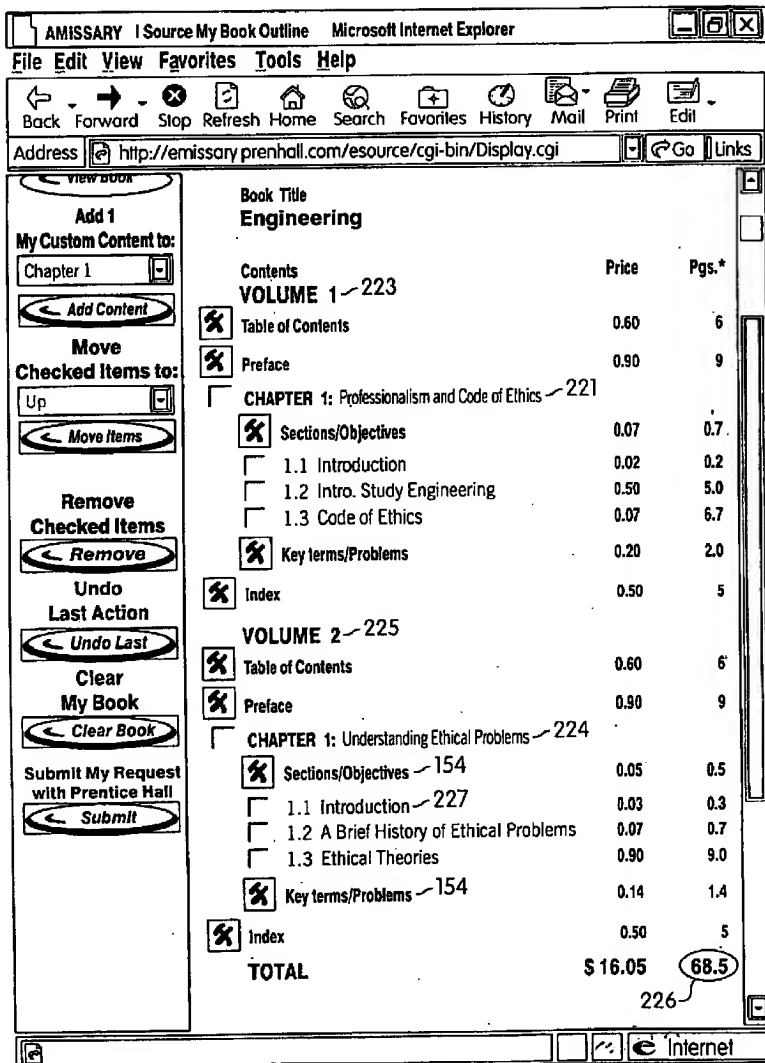 AMISSARY I Source My Book Outline Microsoft Internet Explorer
File Edit View Favorites Tools Help
Back Forward Stop Refresh Home Search Favorites History Mail Print Edit
Address http://emissary.prenhall.com/esource/cgi-bin/Display.cgi Go Links
View Book
Add 1
My Custom Content to:
Chapter 1
Add Content
Move
Checked Items to:
Up
Move Items
Remove
Checked Items
Remove
Undo
Last Action
Undo Last
Clear
My Book
Clear Book
Submit My Request
with Prentice Hall
Submit
Book Title
Engineering
Contents Price Pgs.*
VOLUME 1 223
Table of Contents 0.60 6
Preface 0.90 9
CHAPTER 1: Professionalism and Code of Ethics 221
Sections/Objectives 0.07 0.7
1.1 Introduction 0.02 0.2
1.2 Intro. Study Engineering 0.50 5.0
1.3 Code of Ethics 0.07 6.7
Key terms/Problems 0.20 2.0
Index 0.50 5
VOLUME 2 225
Table of Contents 0.60 6
Preface 0.90 9
CHAPTER 1: Understanding Ethical Problems 224
Sections/Objectives 154 0.05 0.5
1.1 Introduction 227 0.03 0.3
1.2 A Brief History of Ethical Problems 0.07 0.7
1.3 Ethical Theories 0.90 9.0
Key terms/Problems 154 0.14 1.4
Index 0.50 5
TOTAL $ 16.05 68.5
226
Internet